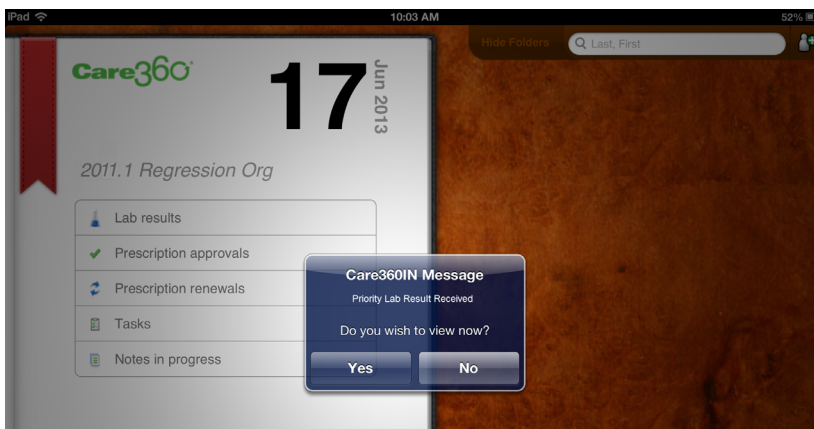 iPad
10:03 AM
52%
Hide Folders
Last, First
Care360
17
Jun 2013
2011.1 Regression Org
Lab results
Prescription approvals
Prescription renewals
Tasks
Notes in progress
Care360IN Message
Priority Lab Result Received
Do you wish to view now?
Yes
No